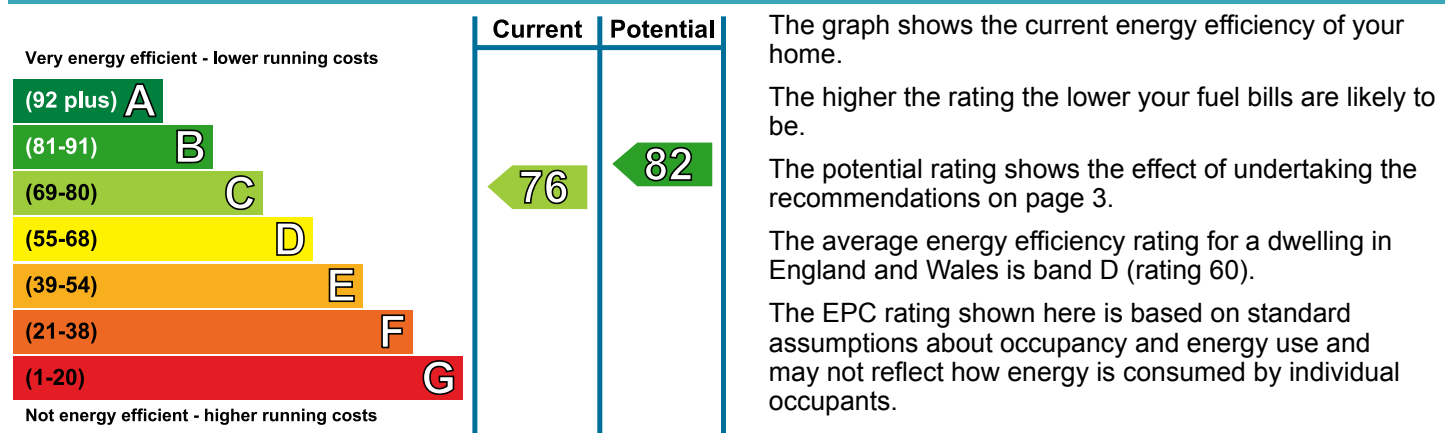 Current Potential
Very energy efficient - lower running costs
(92 plus) A
(81-91) B
(69-80) C
(55-68) D
(39-54) E
(21-38) F
(1-20) G
Not energy efficient - higher running costs
76
82
The graph shows the current energy efficiency of your
home.
The higher the rating the lower your fuel bills are likely to
be.
The potential rating shows the effect of undertaking the
recommendations on page 3.
The average energy efficiency rating for a dwelling in
England and Wales is band D (rating 60).
The EPC rating shown here is based on standard
assumptions about occupancy and energy use and
may not reflect how energy is consumed by individual
occupants.